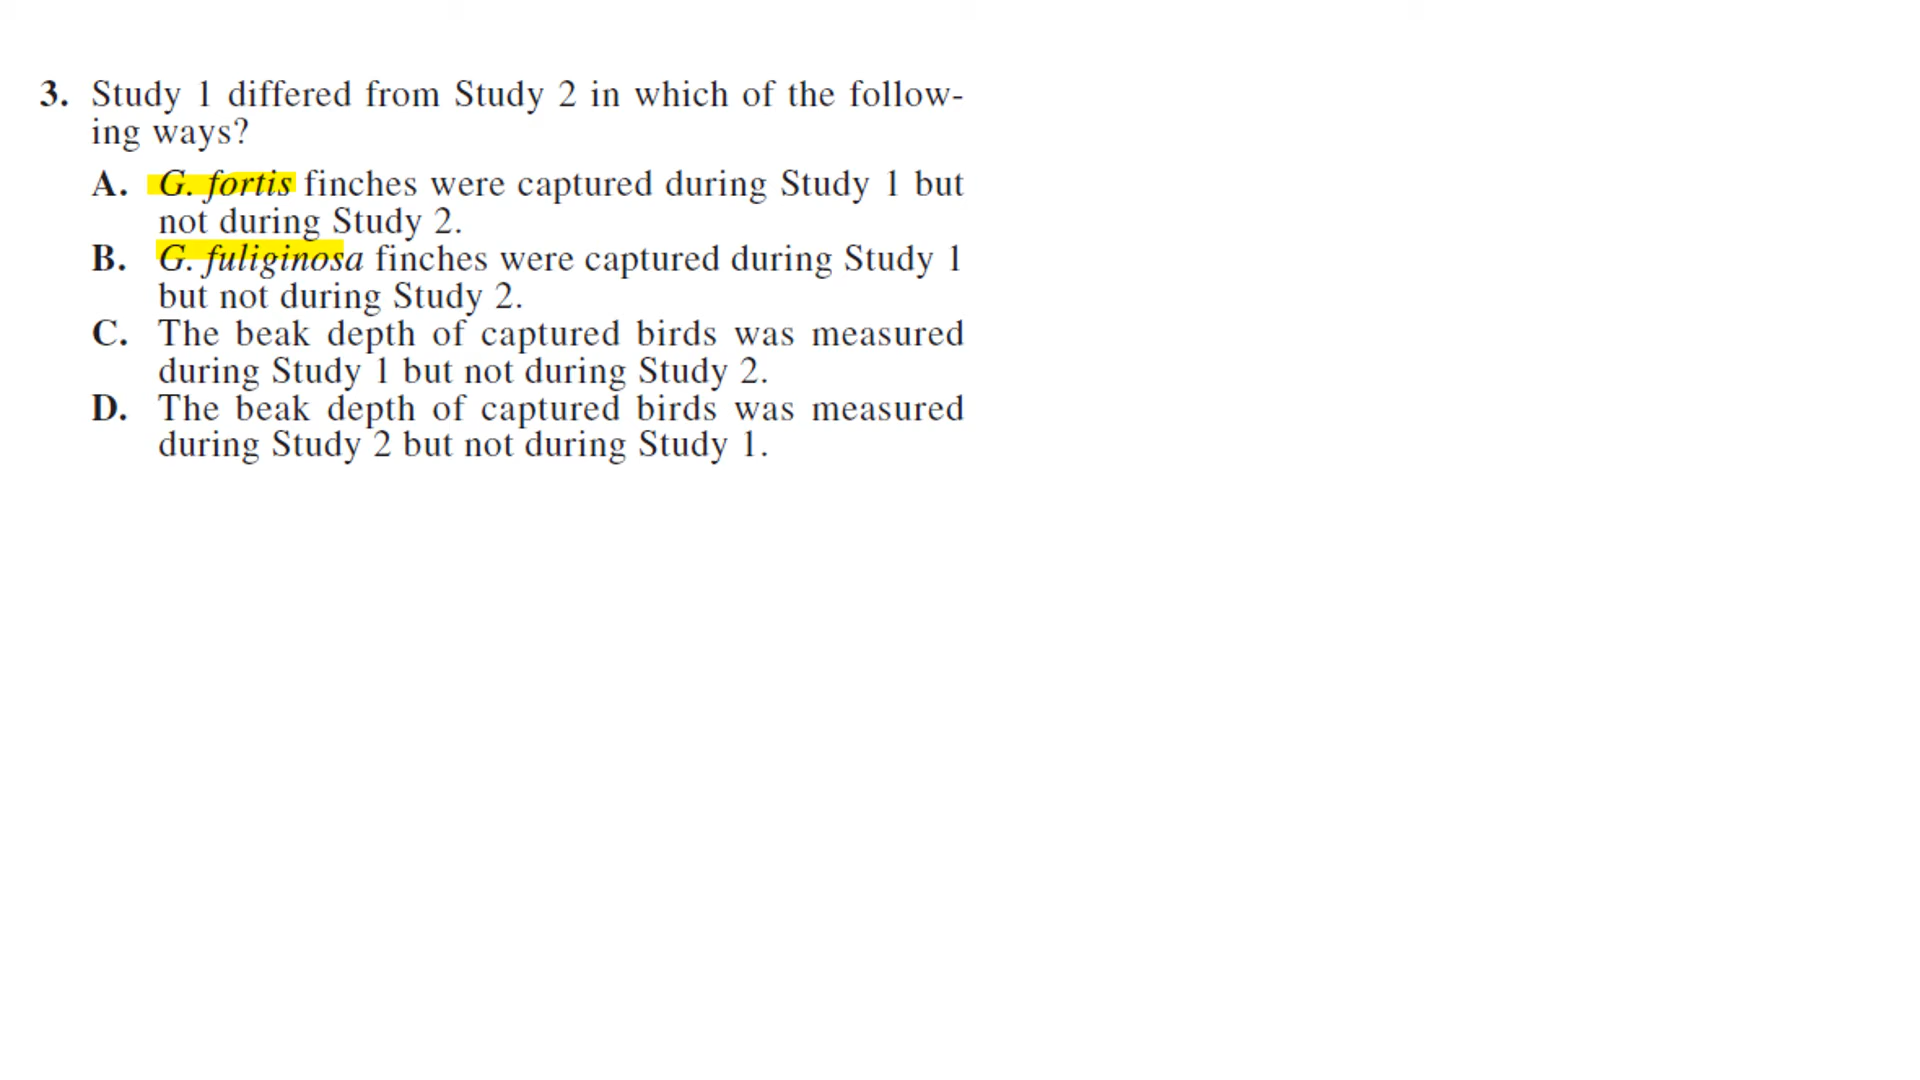 3. Study 1 differed from Study 2 in which of the follow-
ing ways?
A. G. fortis finches were captured during Study 1 but
not during Study 2.
B. G. fuliginosa finches were captured during Study 1
but not during Study 2.
C. The beak depth of captured birds was measured
during Study 1 but not during Study 2.
D. The beak depth of captured birds was measured
during Study 2 but not during Study 1.